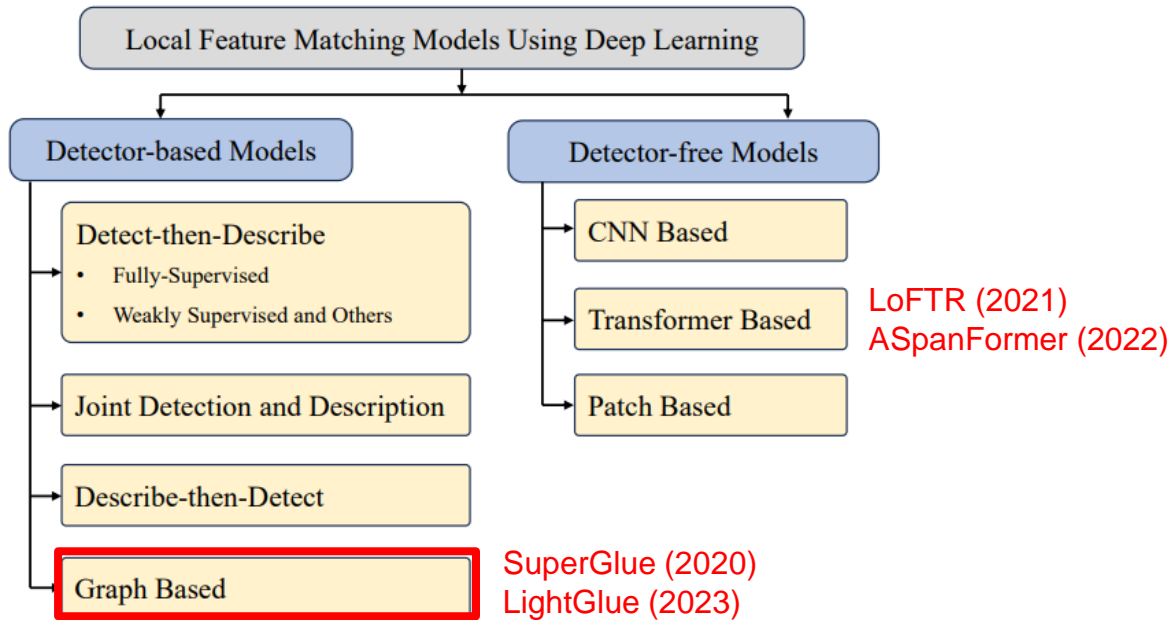 Local Feature Matching Models Using Deep Learning
Detector-based Models
Detect-then-Describe
• Fully-Supervised
• Weakly Supervised and Others
Joint Detection and Description
Describe-then-Detect
Graph Based
SuperGlue (2020)
LightGlue (2023)
Detector-free Models
CNN Based
Transformer Based
LoFTR (2021)
ASpanFormer (2022)
Patch Based